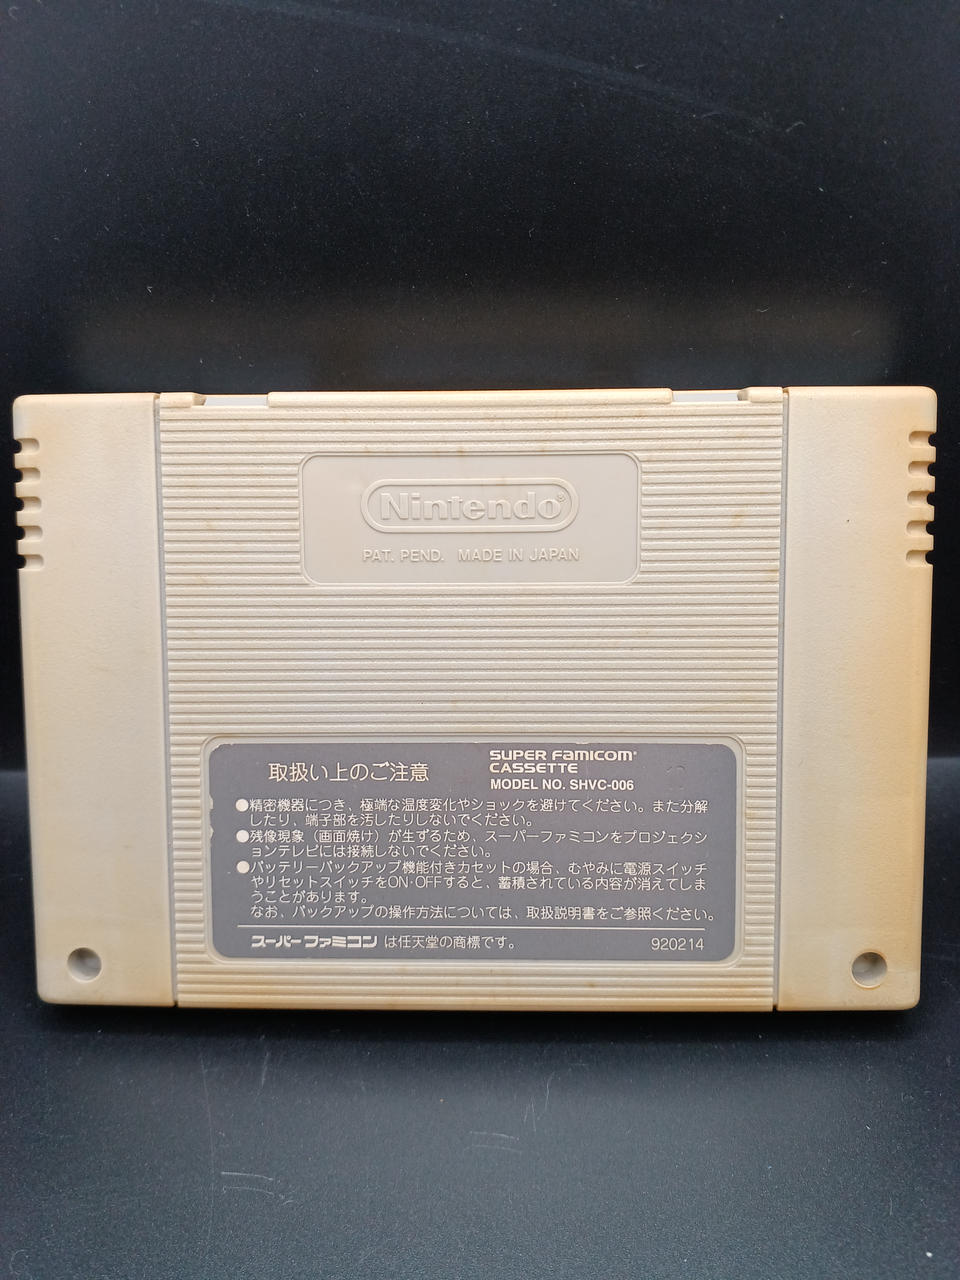 Nintendo®
PAT. PEND. MADE IN JAPAN
取扱い上のご注意
SUPER FAMICOM®
CASSETTE
MODEL NO. SHVC-006
●精密機器につき、極端な温度変化やショックを避けてください。また分解
したり、端子部を汚したりしないでください。
●残像現象（画面焼け）が生ずるため、スーパーファミコンをプロジェクシ
ョンテレビには接続しないでください。
●バッテリーバックアップ機能付きカセットの場合、むやみに電源スイッチ
やリセットスイッチをON・OFFすると、蓄積されている内容が消えてしま
うことがあります。
なお、バックアップの操作方法については、取扱説明書をご参照ください。
スーパーファミコン は任天堂の商標です。
920214